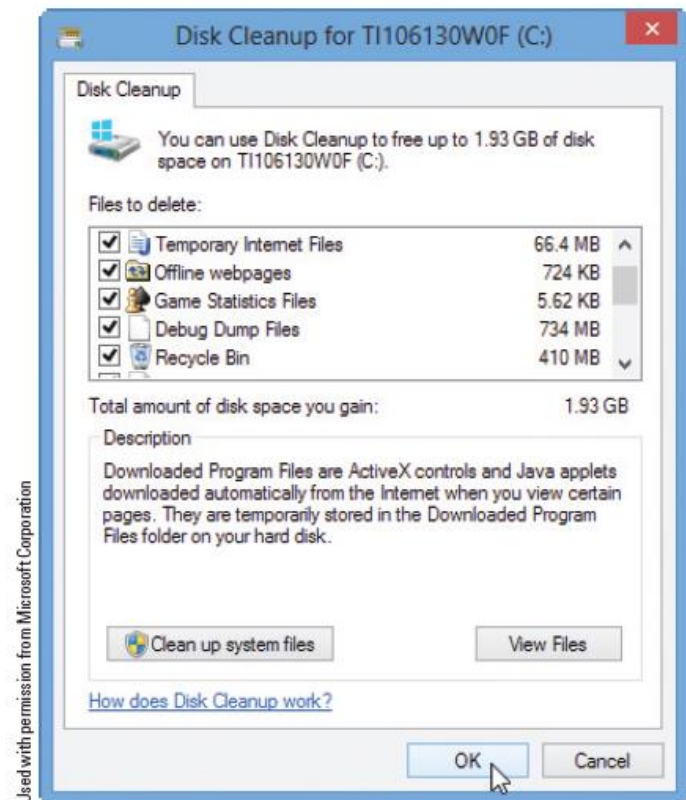 Disk Cleanup for TI106130W0F (C:)
Disk Cleanup
You can use Disk Cleanup to free up to 1.93 GB of disk
space on TI106130W0F (C:).
Files to delete:
Temporary Internet Files 66.4 MB
Offline webpages 724 KB
Game Statistics Files 5.62 KB
Debug Dump Files 734 MB
Recycle Bin 410 MB
Total amount of disk space you gain: 1.93 GB
Description
Downloaded Program Files are ActiveX controls and Java applets
downloaded automatically from the Internet when you view certain
pages. They are temporarily stored in the Downloaded Program
Files folder on your hard disk.
Clean up system files View Files
How does Disk Cleanup work?
OK Cancel
Used with permission from Microsoft Corporation